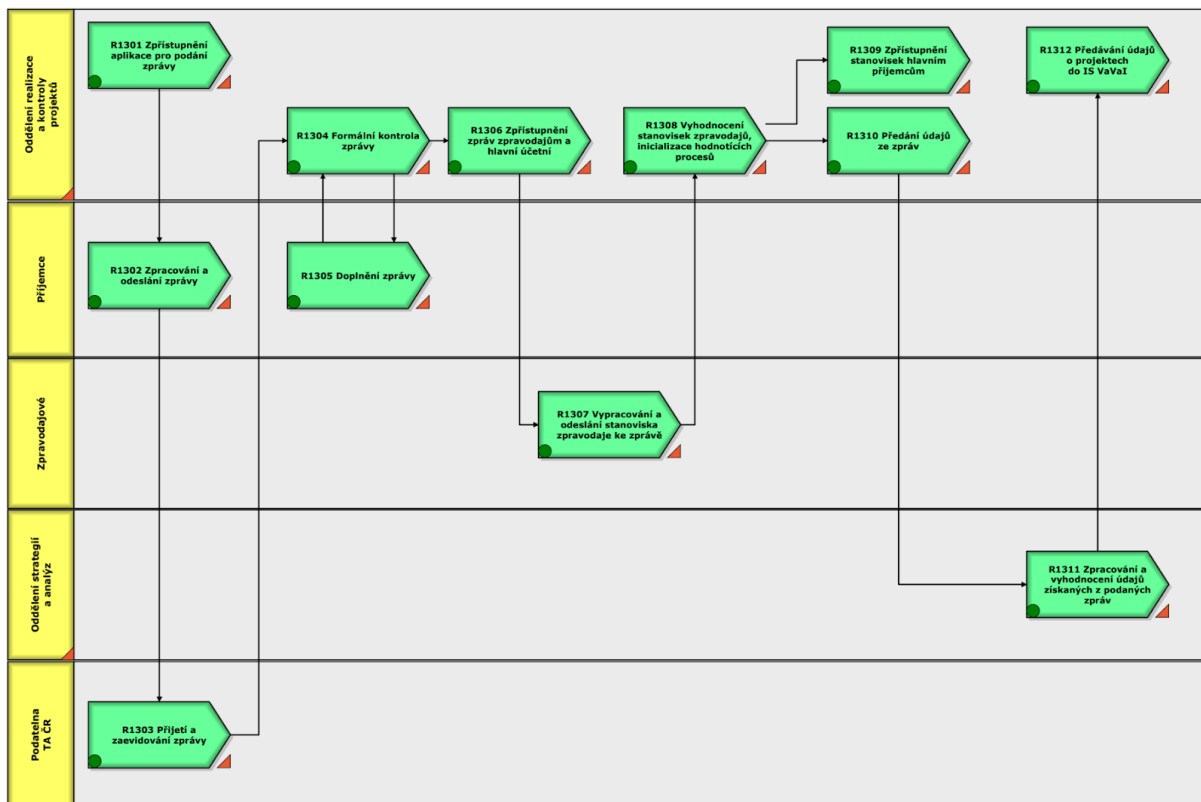 Oddělení realizace
a kontroly
projektů
R1301 Zpřístupnění
aplikace pro podání
zprávy
R1304 Formální kontrola
zprávy
R1306 Zpřístupnění
zpráv zpravodajům a
hlavní účetní
R1308 Vyhodnocení
stanovisek zpravodajů,
inicializace hodnotících
procesů
R1309 Zpřístupnění
stanovisek hlavním
příjemcům
R1310 Předání údajů
ze zpráv
R1312 Předávání údajů
o projektech
do IS VaVaI
Příjemce
R1302 Zpracování a
odeslání zprávy
R1305 Doplnění zprávy
Zpravodajové
R1307 Vypracování a
odeslání stanoviska
zpravodaje ke zprávě
Oddělení strategií
a analýz
R1311 Zpracování a
vyhodnocení údajů
získaných z podaných
zpráv
Podatelna
TA ČR
R1303 Přijetí a
zaevidování zprávy